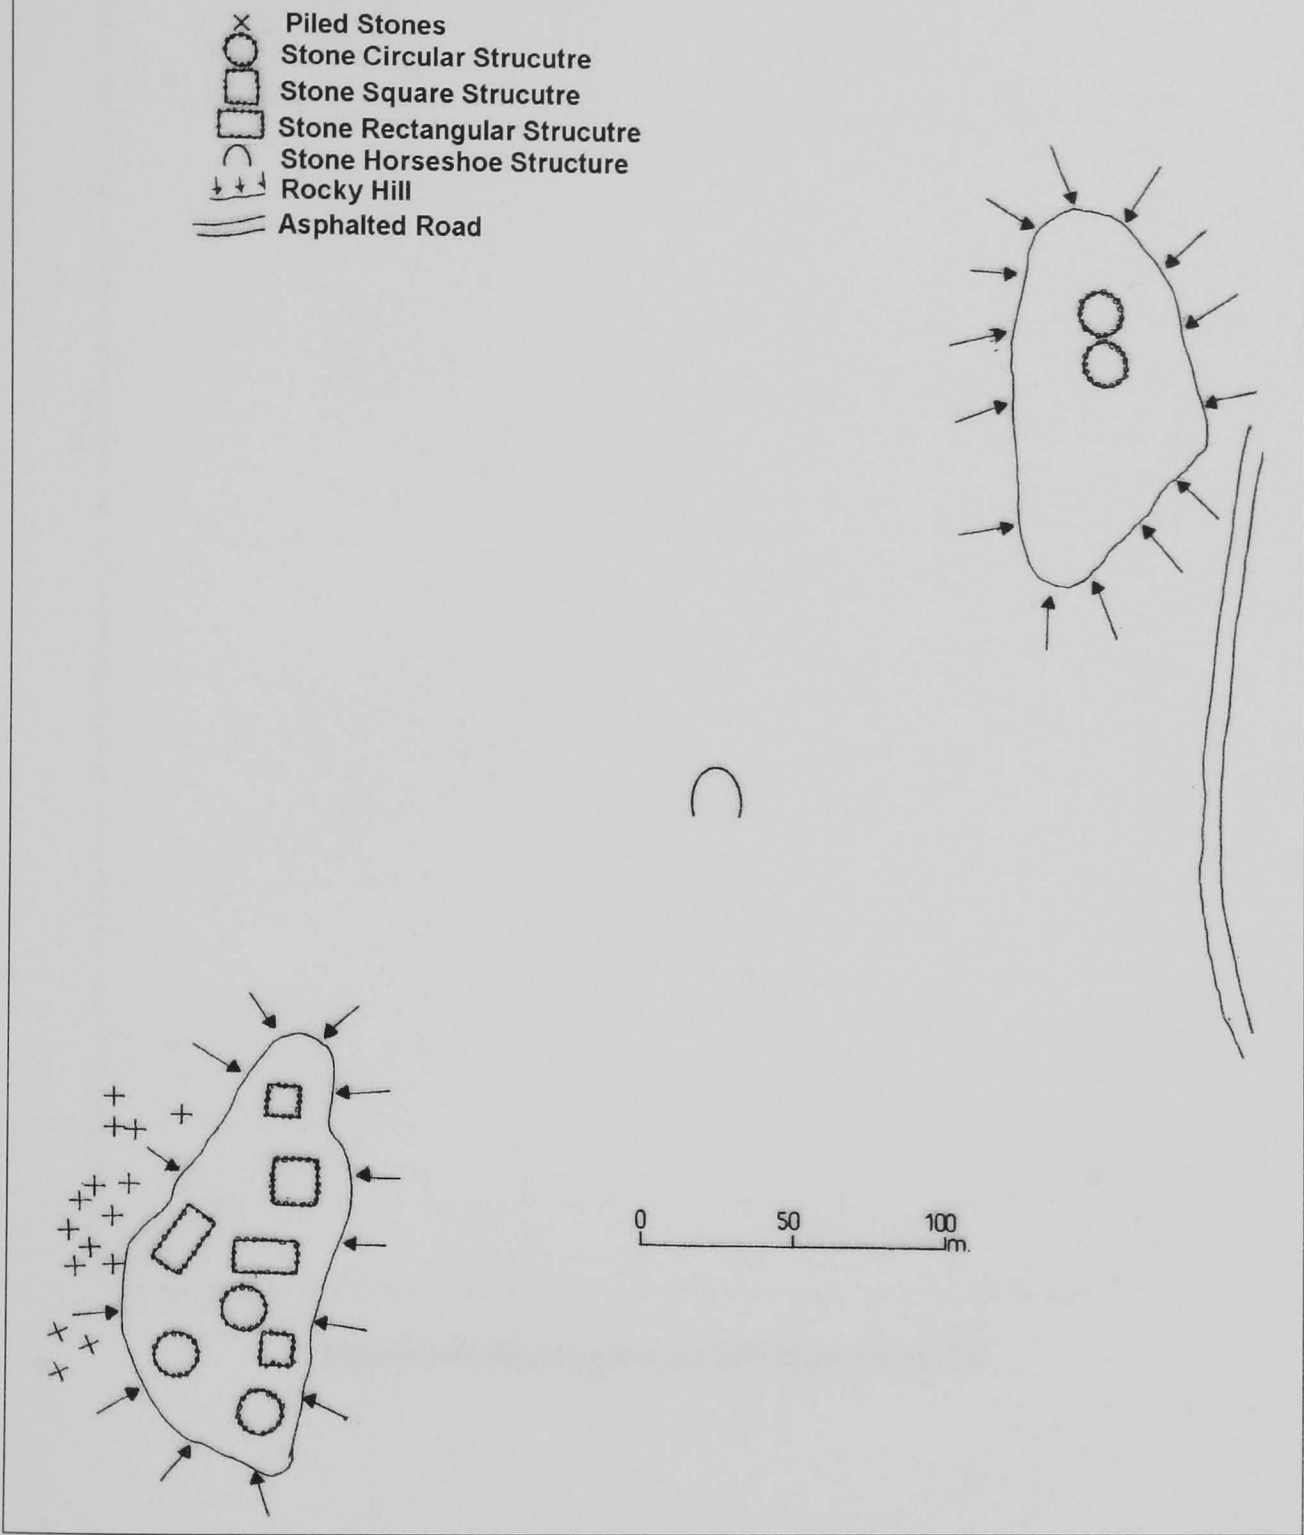 Piled Stones
Stone Circular Strucutre
Stone Square Strucutre
Stone Rectangular Strucutre
Stone Horseshoe Structure
Rocky Hill
Asphalted Road
0 50 100
m.